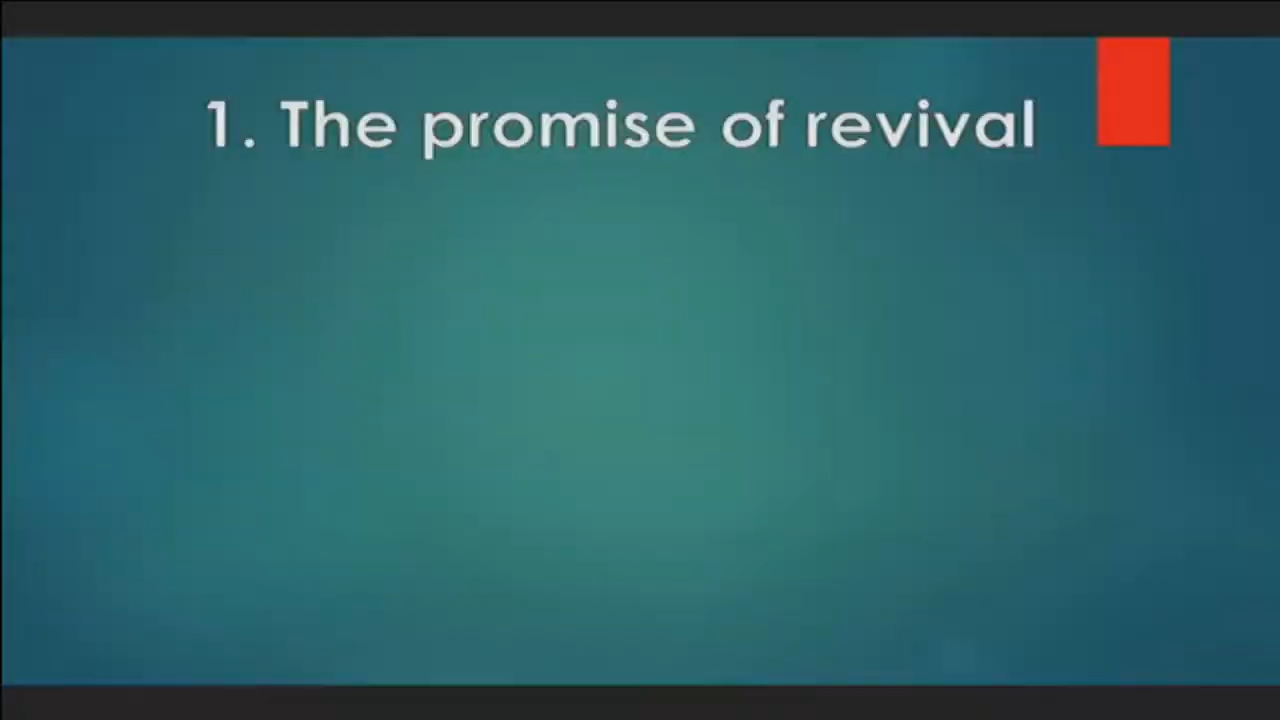 1. The promise of revival